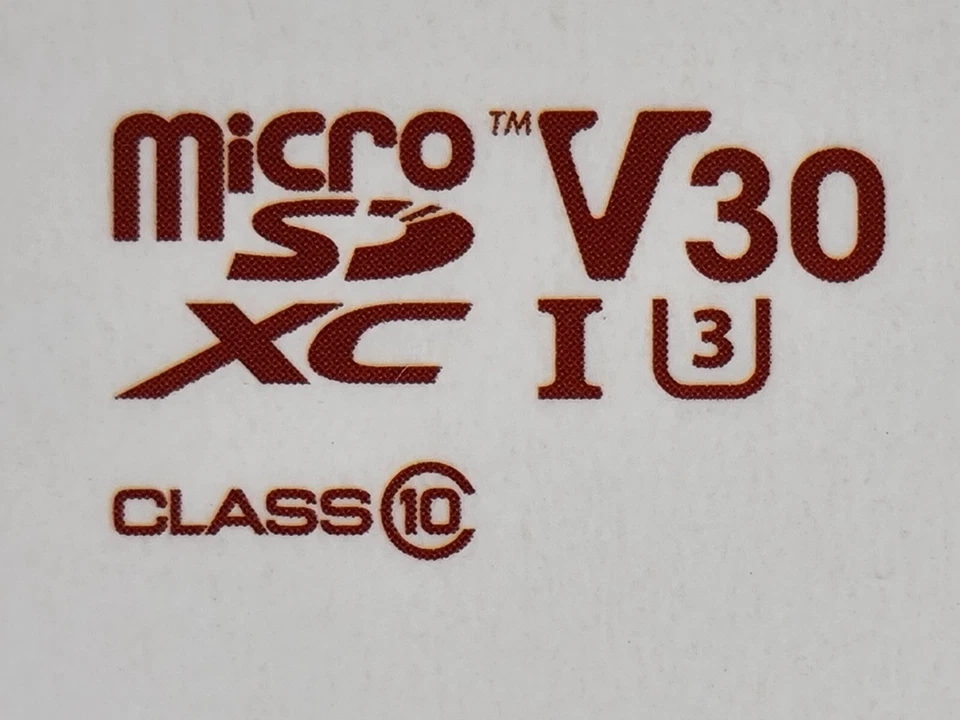 micro™ V30
SD
XC I 3
CLASS 10